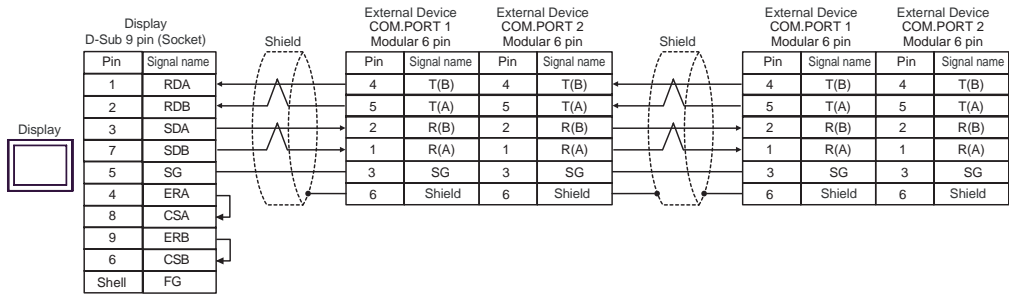 Display
D-Sub 9 pin (Socket)
Shield
External Device
COM.PORT 1
Modular 6 pin
External Device
COM.PORT 2
Modular 6 pin
Shield
External Device
COM.PORT 1
Modular 6 pin
External Device
COM.PORT 2
Modular 6 pin
Display
Pin Signal name
1 RDA
2 RDB
3 SDA
7 SDB
5 SG
4 ERA
8 CSA
9 ERB
6 CSB
Shell FG
Pin Signal name Pin Signal name
4 T(B) 4 T(B)
5 T(A) 5 T(A)
2 R(B) 2 R(B)
1 R(A) 1 R(A)
3 SG 3 SG
6 Shield 6 Shield
Pin Signal name Pin Signal name
4 T(B) 4 T(B)
5 T(A) 5 T(A)
2 R(B) 2 R(B)
1 R(A) 1 R(A)
3 SG 3 SG
6 Shield 6 Shield